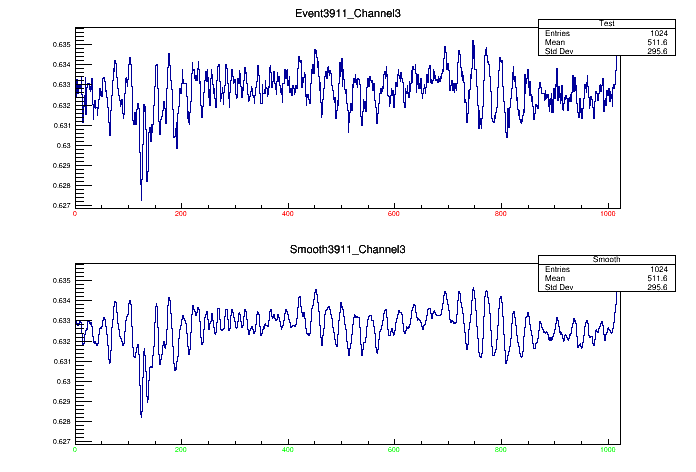 Event3911_Channel3
Test
Entries 1024
Mean 511.6
Std Dev 295.6
0.635
0.634
0.633
0.632
0.631
0.63
0.629
0.628
0.627
0 200 400 600 800 1000
Smooth3911_Channel3
Smooth
Entries 1024
Mean 511.6
Std Dev 295.6
0.635
0.634
0.633
0.632
0.631
0.63
0.629
0.628
0.627
0 200 400 600 800 1000